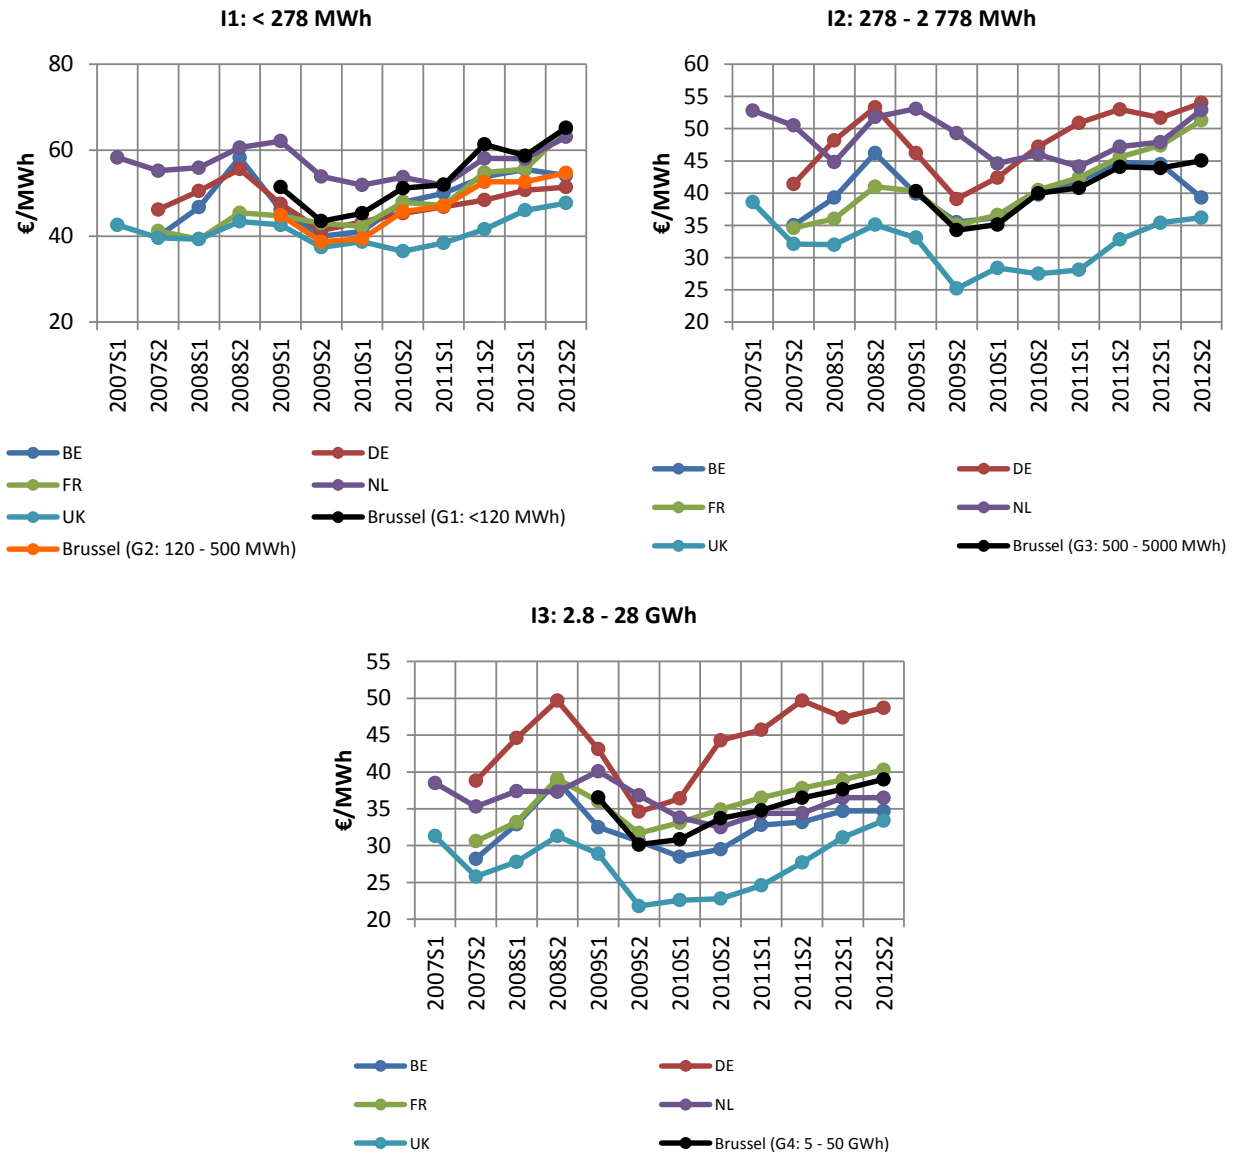 I1: < 278 MWh
€/MWh
80
60
40
20
2007S1
2007S2
2008S1
2008S2
2009S1
2009S2
2010S1
2010S2
2011S1
2011S2
2012S1
2012S2
BE
DE
FR
NL
UK
Brussel (G1: <120 MWh)
Brussel (G2: 120 - 500 MWh)
I2: 278 - 2 778 MWh
€/MWh
60
55
50
45
40
35
30
25
20
2007S1
2007S2
2008S1
2008S2
2009S1
2009S2
2010S1
2010S2
2011S1
2011S2
2012S1
2012S2
BE
DE
FR
NL
UK
Brussel (G3: 500 - 5000 MWh)
I3: 2.8 - 28 GWh
€/MWh
55
50
45
40
35
30
25
20
2007S1
2007S2
2008S1
2008S2
2009S1
2009S2
2010S1
2010S2
2011S1
2011S2
2012S1
2012S2
BE
DE
FR
NL
UK
Brussel (G4: 5 - 50 GWh)